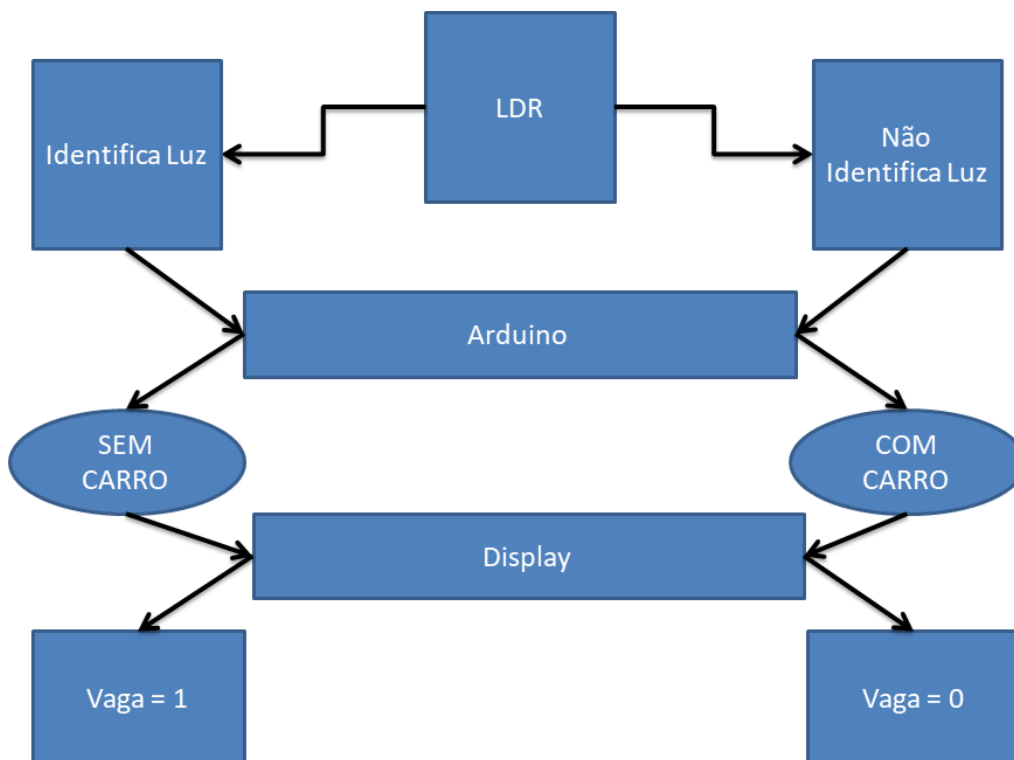 LDR
Identifica Luz
Não
Identifica Luz
Arduino
SEM
CARRO
COM
CARRO
Display
Vaga = 1
Vaga = 0